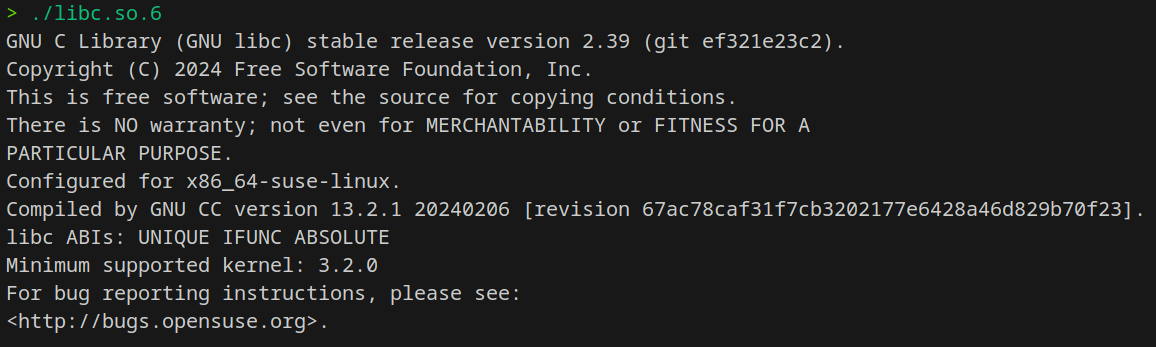 > ./libc.so.6
GNU C Library (GNU libc) stable release version 2.39 (git ef321e23c2).
Copyright (C) 2024 Free Software Foundation, Inc.
This is free software; see the source for copying conditions.
There is NO warranty; not even for MERCHANTABILITY or FITNESS FOR A
PARTICULAR PURPOSE.
Configured for x86_64-suse-linux.
Compiled by GNU CC version 13.2.1 20240206 [revision 67ac78caf31f7cb3202177e6428a46d829b70f23].
libc ABIs: UNIQUE IFUNC ABSOLUTE
Minimum supported kernel: 3.2.0
For bug reporting instructions, please see:
<http://bugs.opensuse.org>.